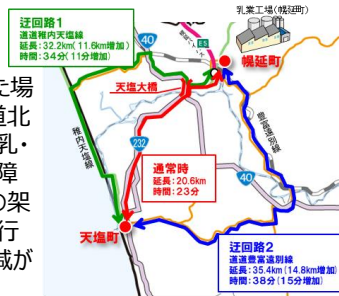 乳業工場(幌延町)
迂回路1
道道稚内天塩線
延長:32.2km(11.6km増加)
時間:34分(11分増加)
40
E5
幌延町
天塩大橋
た場
道北
乳・
障
の架
行
減が
稚内天塩線
232
豊富遠別線
通常時
延長:20.6km
時間:23分
40
天塩町
迂回路2
道道豊富遠別線
延長:35.4km(14.8km増加)
時間:38分(15分増加)